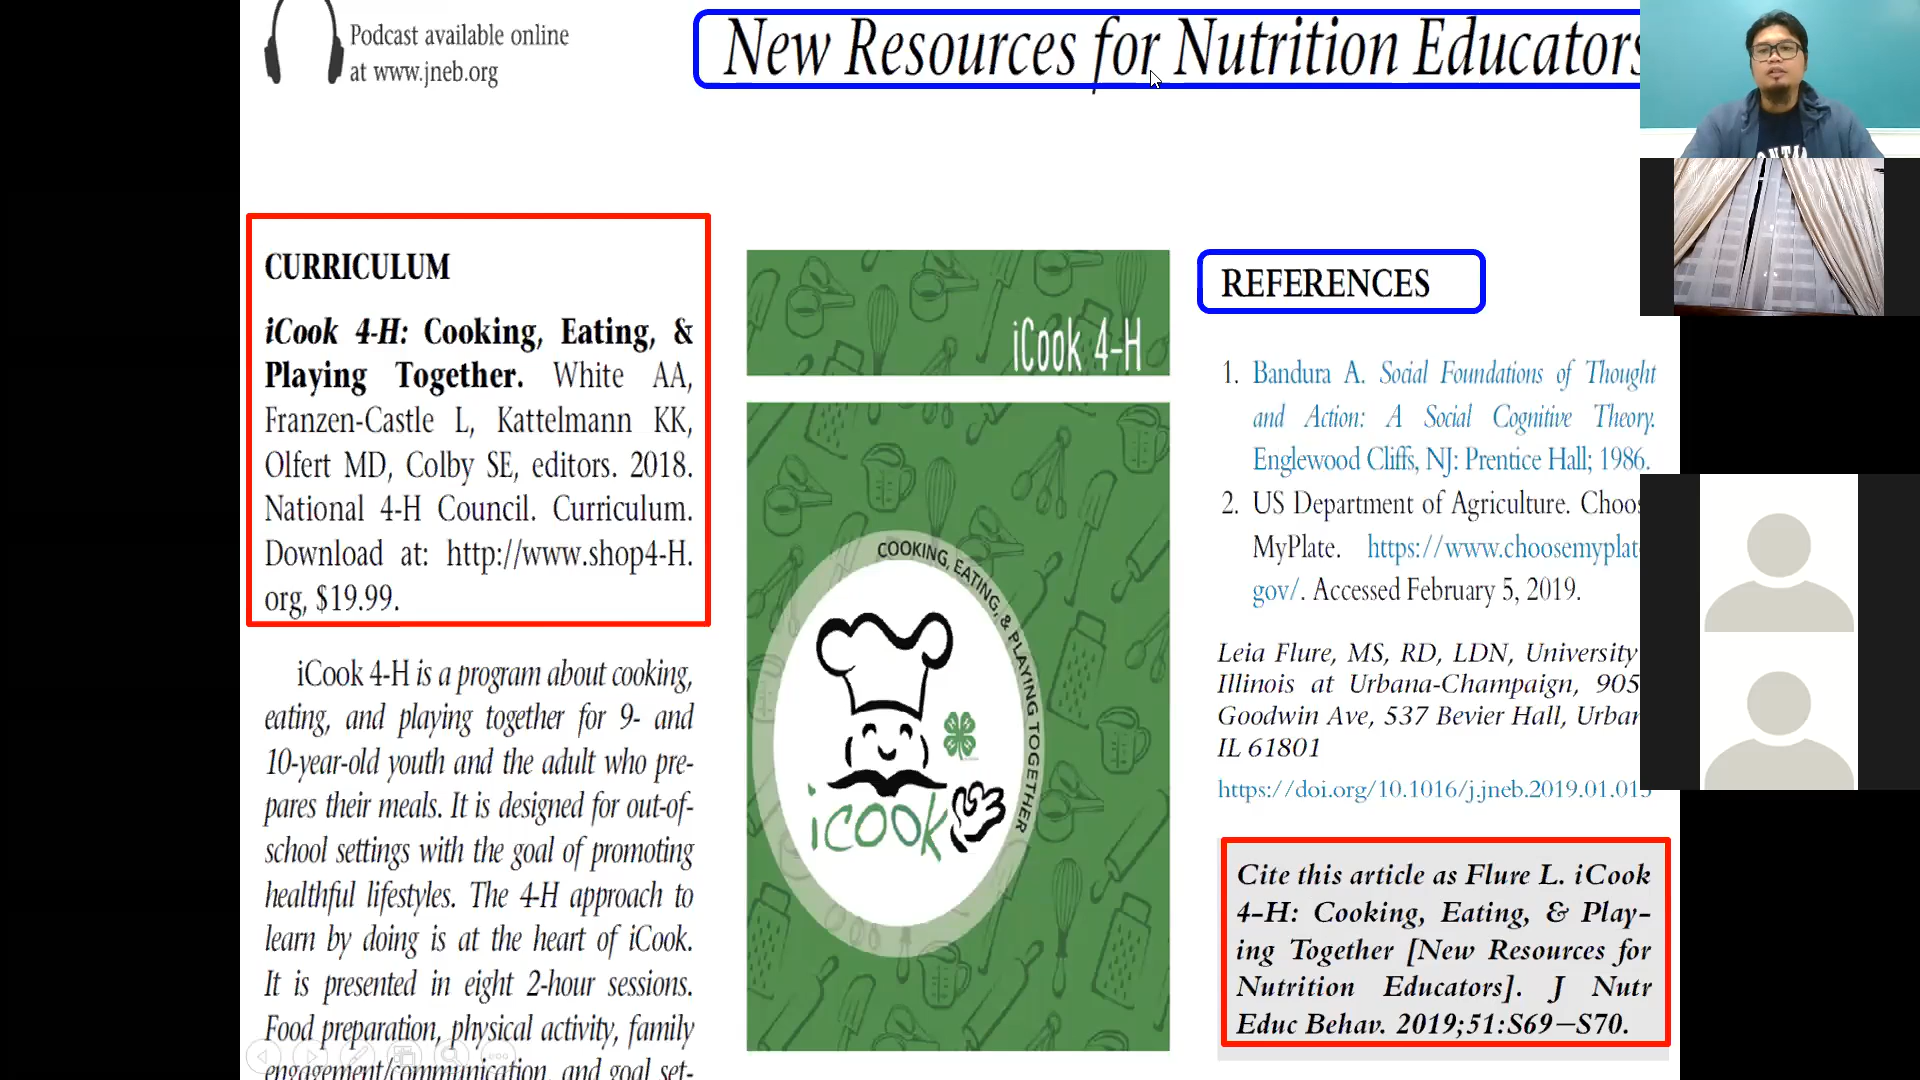 Podcast available online
at www.jneb.org
New Resources for Nutrition Educators
CURRICULUM
iCook 4-H: Cooking, Eating, &
Playing Together. White AA,
Franzen-Castle L, Kattelmann KK,
Olfert MD, Colby SE, editors. 2018.
National 4-H Council. Curriculum.
Download at: http://www.shop4-H.
org, $19.99.
iCook 4-H is a program about cooking,
eating, and playing together for 9- and
10-year-old youth and the adult who pre-
pares their meals. It is designed for out-of-
school settings with the goal of promoting
healthful lifestyles. The 4-H approach to
learn by doing is at the heart of iCook.
It is presented in eight 2-hour sessions.
Food preparation, physical activity, family
engagement/communication, and goal set-
iCook 4-H
COOKING, EATING, & PLAYING TOGETHER
icook
REFERENCES
1. Bandura A. Social Foundations of Thought
and Action: A Social Cognitive Theory.
Englewood Cliffs, NJ: Prentice Hall; 1986.
2. US Department of Agriculture. Choos
MyPlate. https://www.choosemyplat
gov/. Accessed February 5, 2019.
Leia Flure, MS, RD, LDN, University
Illinois at Urbana-Champaign, 905
Goodwin Ave, 537 Bevier Hall, Urban
IL 61801
https://doi.org/10.1016/j.jneb.2019.01.015
Cite this article as Flure L. iCook
4-H: Cooking, Eating, & Play-
ing Together [New Resources for
Nutrition Educators]. J Nutr
Educ Behav. 2019;51:S69–S70.